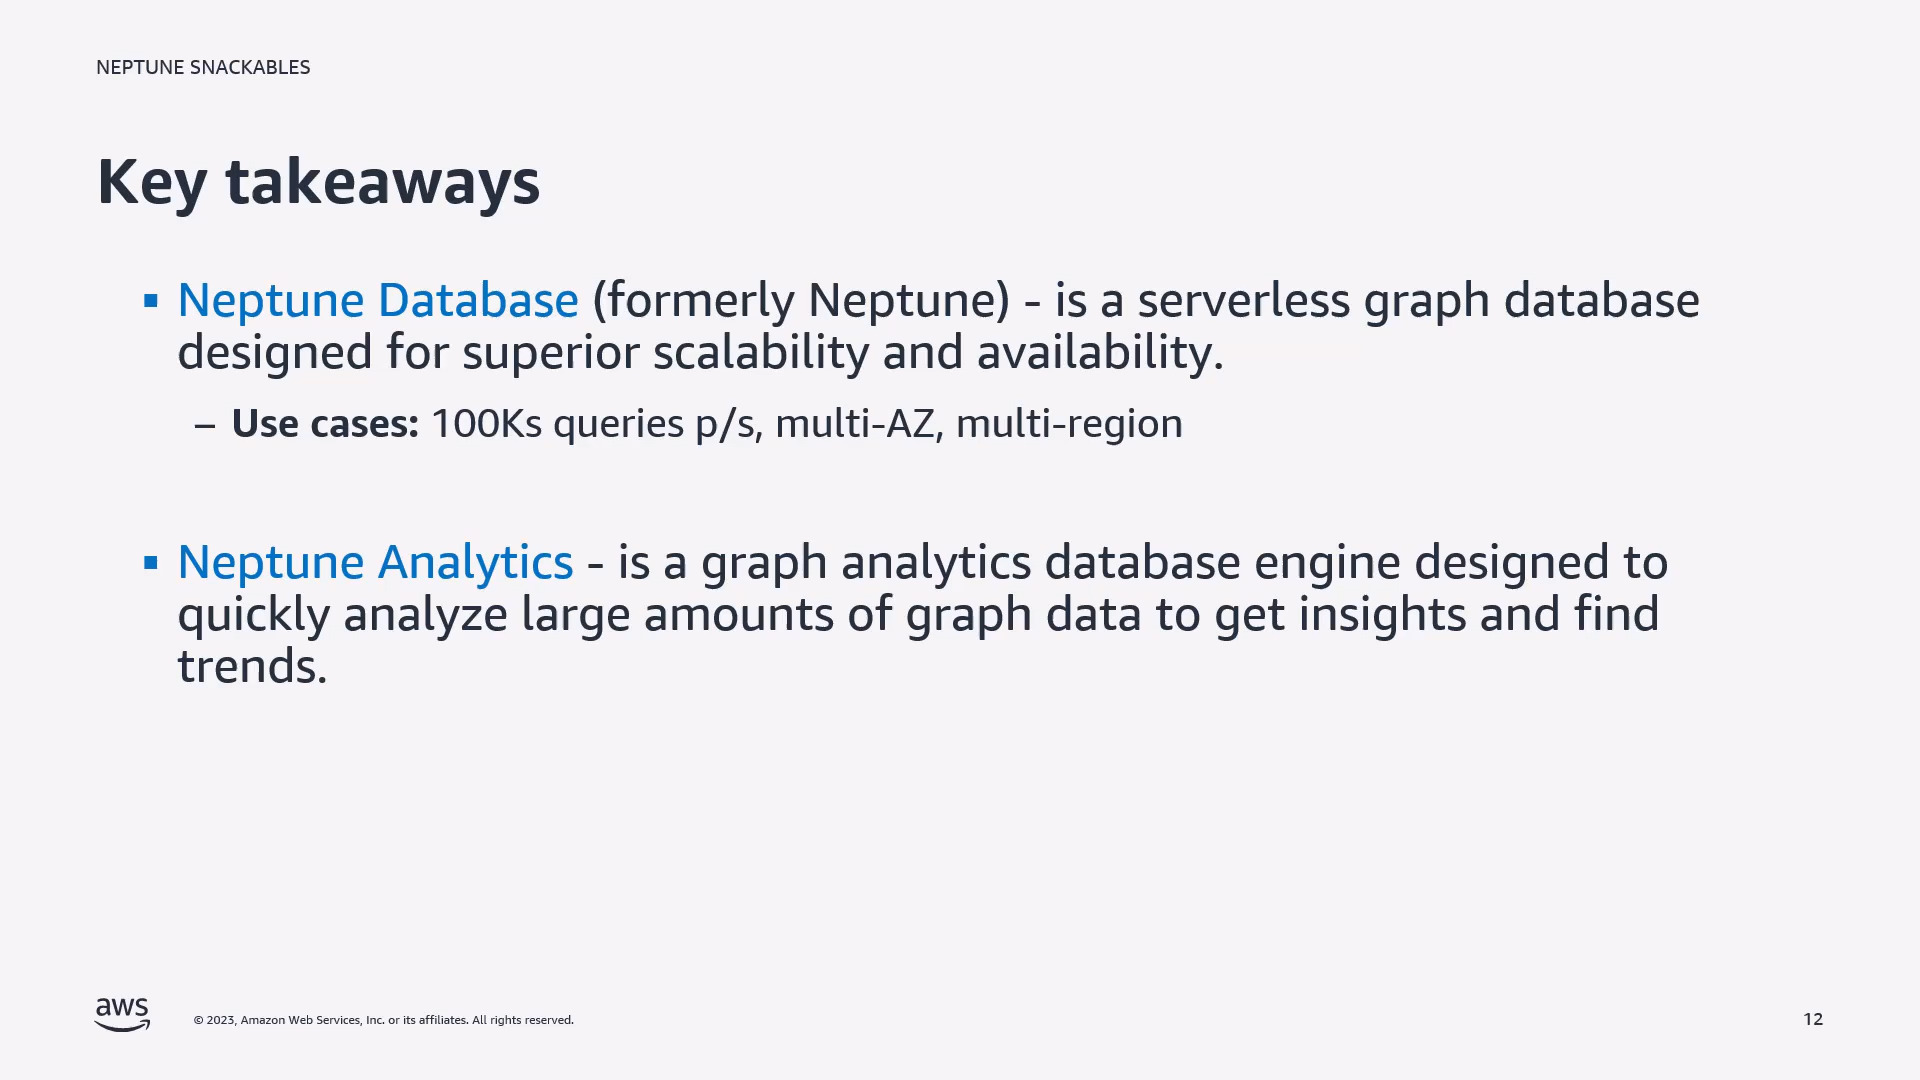 NEPTUNE SNACKABLES
Key takeaways
▪ Neptune Database (formerly Neptune) - is a serverless graph database
designed for superior scalability and availability.
– Use cases: 100Ks queries p/s, multi-AZ, multi-region
▪ Neptune Analytics - is a graph analytics database engine designed to
quickly analyze large amounts of graph data to get insights and find
trends.
aws
© 2023, Amazon Web Services, Inc. or its affiliates. All rights reserved.
12